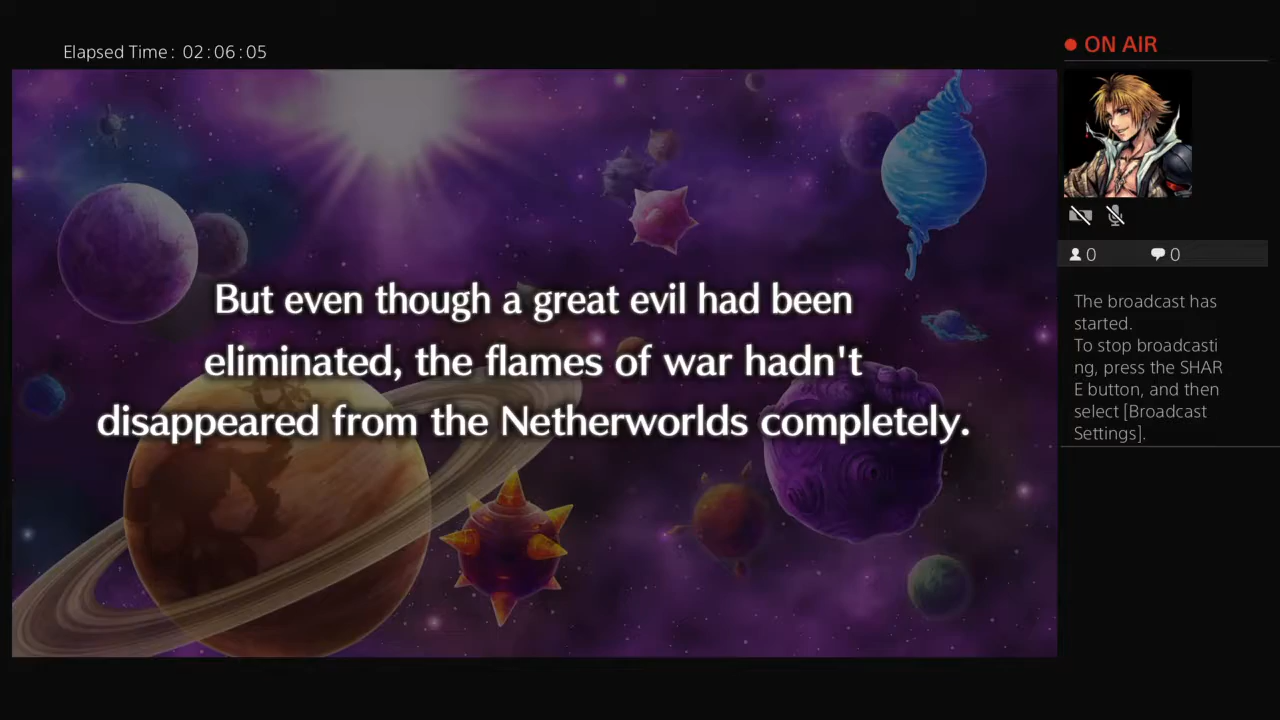 Elapsed Time: 02:06:05
ON AIR
But even though a great evil had been
eliminated, the flames of war hadn't
disappeared from the Netherworlds completely.
0
0
The broadcast has
started.
To stop broadcasti
ng, press the SHAR
E button, and then
select [Broadcast
Settings].